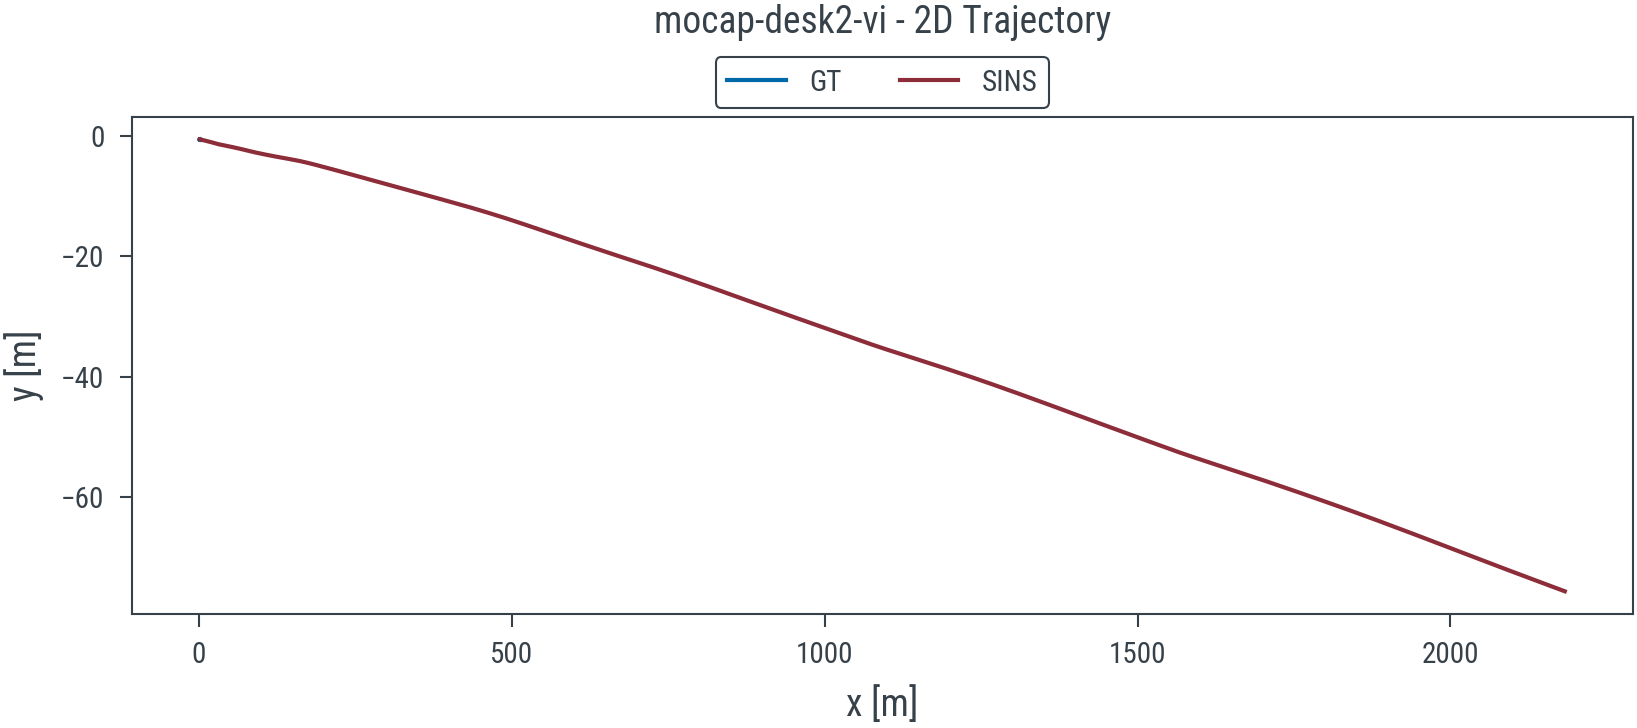 mocap-desk2-vi - 2D Trajectory
GT SINS
0
−20
−40
−60
y [m]
0 500 1000 1500 2000
x [m]